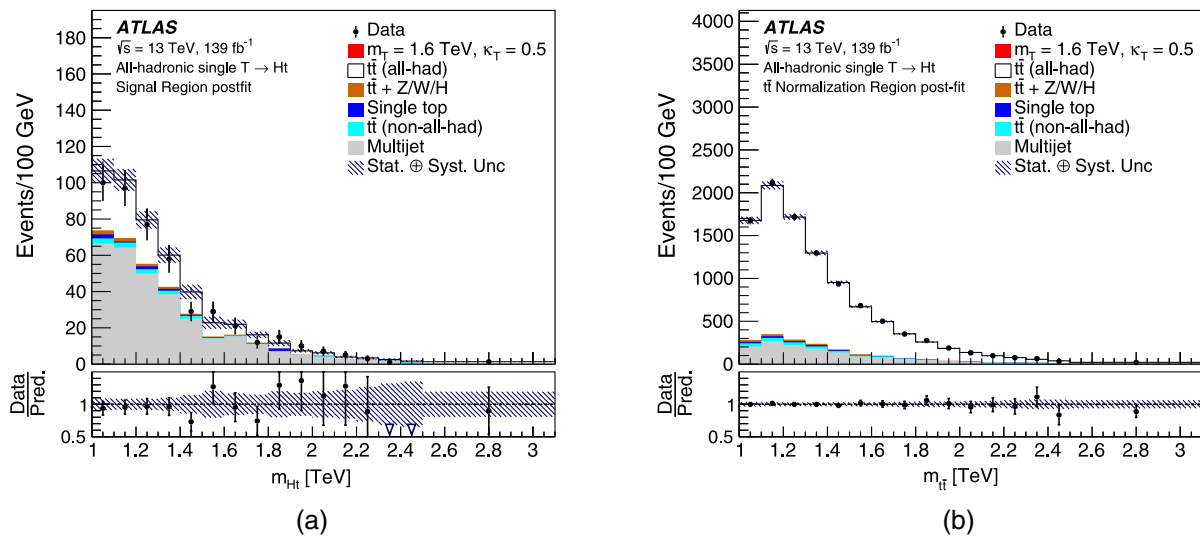 ATLAS
√s = 13 TeV, 139 fb⁻¹
All-hadronic single T → Ht
Signal Region postfit
Data
m_T = 1.6 TeV, κ_T = 0.5
tt̄ (all-had)
tt̄ + Z/W/H
Single top
tt̄ (non-all-had)
Multijet
Stat. ⊕ Syst. Unc
Events/100 GeV
180
160
140
120
100
80
60
40
20
0
Data
Pred.
1
0.5
1 1.2 1.4 1.6 1.8 2 2.2 2.4 2.6 2.8 3
m_Ht [TeV]
(a)
ATLAS
√s = 13 TeV, 139 fb⁻¹
All-hadronic single T → Ht
tt̄ Normalization Region post-fit
Data
m_T = 1.6 TeV, κ_T = 0.5
tt̄ (all-had)
tt̄ + Z/W/H
Single top
tt̄ (non-all-had)
Multijet
Stat. ⊕ Syst. Unc
Events/100 GeV
4000
3500
3000
2500
2000
1500
1000
500
0
Data
Pred.
1
0.5
1 1.2 1.4 1.6 1.8 2 2.2 2.4 2.6 2.8 3
m_tt̄ [TeV]
(b)